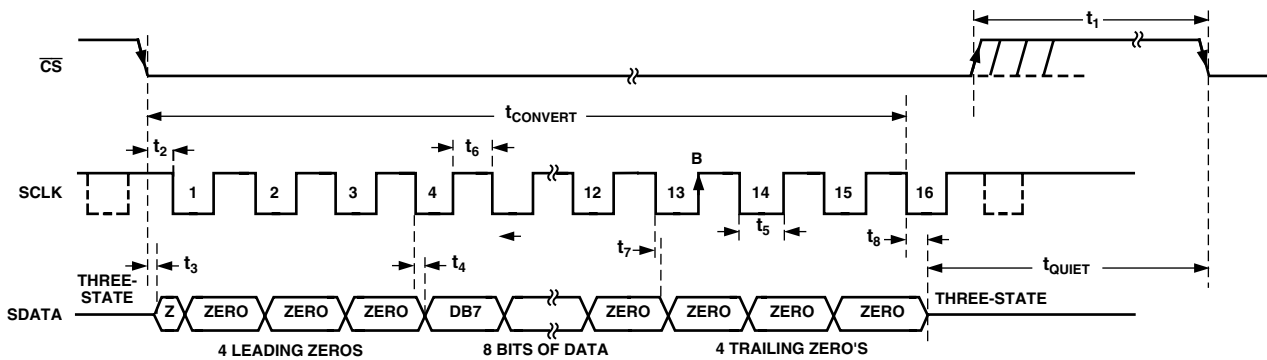 t1
CS
tCONVERT
t2
t6
B
SCLK
1
2
3
4
12
13
14
15
16
t3
t4
t7
t5
t8
tQUIET
THREE-
STATE
THREE-STATE
SDATA
Z
ZERO
ZERO
ZERO
DB7
ZERO
ZERO
ZERO
ZERO
4 LEADING ZEROS
8 BITS OF DATA
4 TRAILING ZERO'S